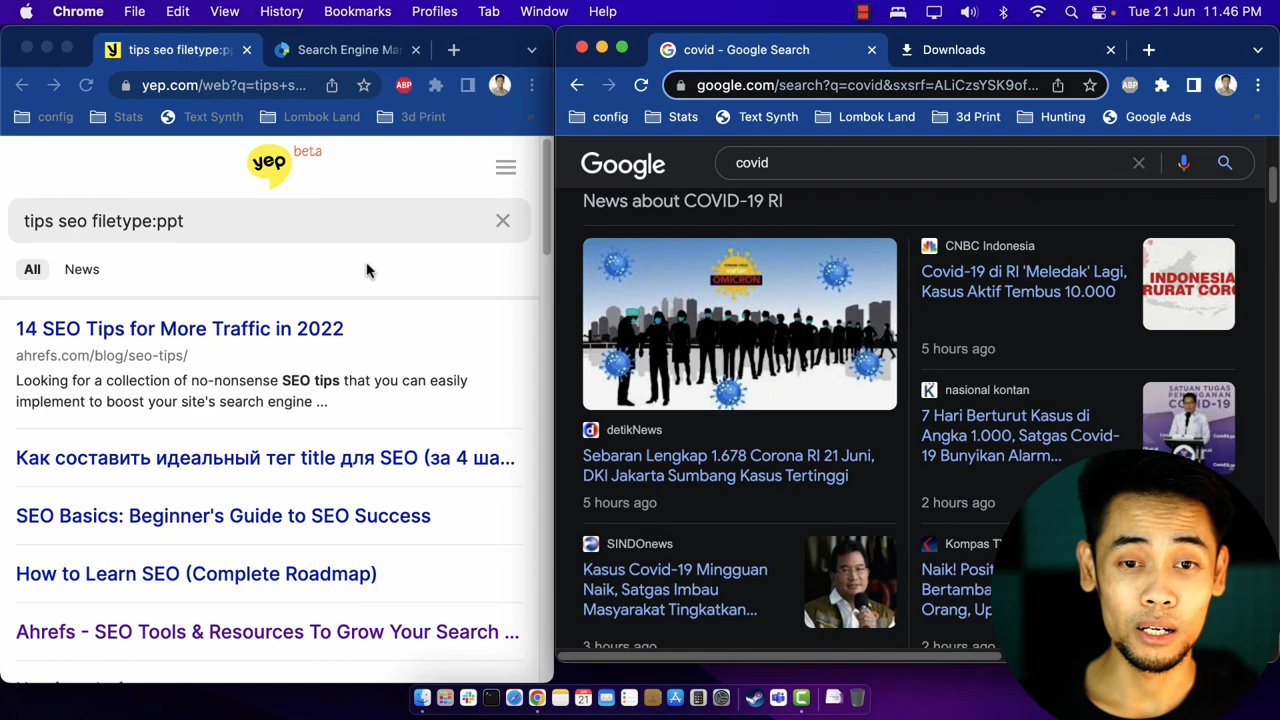 Chrome File Edit View History Bookmarks Profiles Tab Window Help Tue 21 Jun 11.46 PM
tips seo filetype:pp
Search Engine Mar
yep.com/web?q=tips+s...
ABP
config Stats Text Synth Lombok Land 3d Print
yep beta
tips seo filetype:ppt
All News
14 SEO Tips for More Traffic in 2022
ahrefs.com/blog/seo-tips/
Looking for a collection of no-nonsense SEO tips that you can easily
implement to boost your site's search engine ...
Как составить идеальный тег title для SEO (за 4 ша...
SEO Basics: Beginner's Guide to SEO Success
How to Learn SEO (Complete Roadmap)
Ahrefs - SEO Tools & Resources To Grow Your Search ...
covid - Google Search
Downloads
google.com/search?q=covid&sxsrf=ALiCzsYSK9of...
config Stats Text Synth Lombok Land 3d Print Hunting Google Ads
Google
covid
News about COVID-19 RI
VARIAN
OMICRON
detikNews
Sebaran Lengkap 1.678 Corona RI 21 Juni,
DKI Jakarta Sumbang Kasus Tertinggi
5 hours ago
SINDOnews
Kasus Covid-19 Mingguan
Naik, Satgas Imbau
Masyarakat Tingkatkan...
3 hours ago
CNBC Indonesia
Covid-19 di RI 'Meledak' Lagi,
Kasus Aktif Tembus 10.000
5 hours ago
INDONESIA
nasional kontan
7 Hari Berturut Kasus di
Angka 1.000, Satgas Covid-
19 Bunyikan Alarm...
2 hours ago
SATUAN TUGAS
Kompas T
Naik! Posit
Bertamba
Orang, Up
2 hours ago